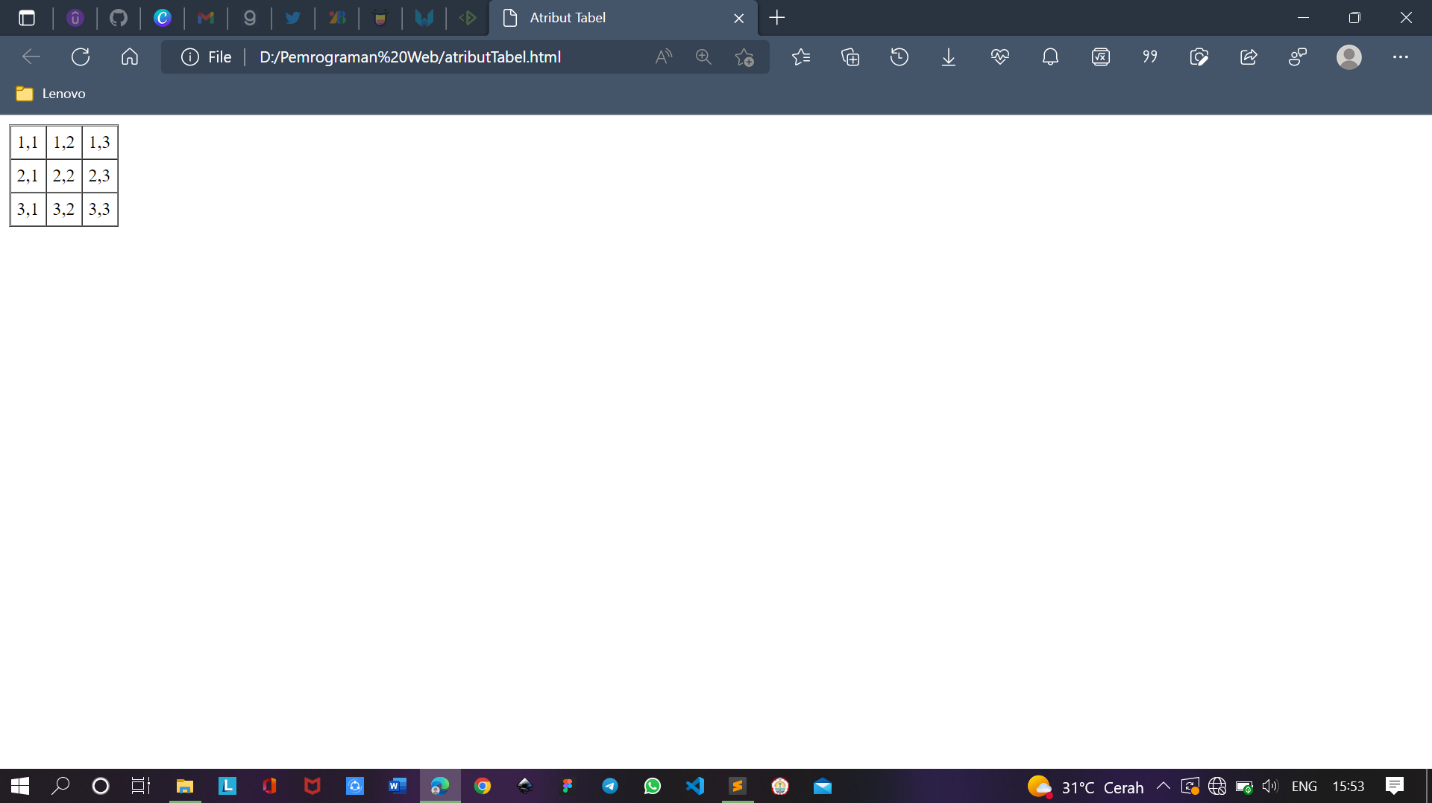 Atribut Tabel
File
D:/Pemrograman%20Web/atributTabel.html
Lenovo
1,1 1,2 1,3
2,1 2,2 2,3
3,1 3,2 3,3
31°C Cerah
ENG
15:53